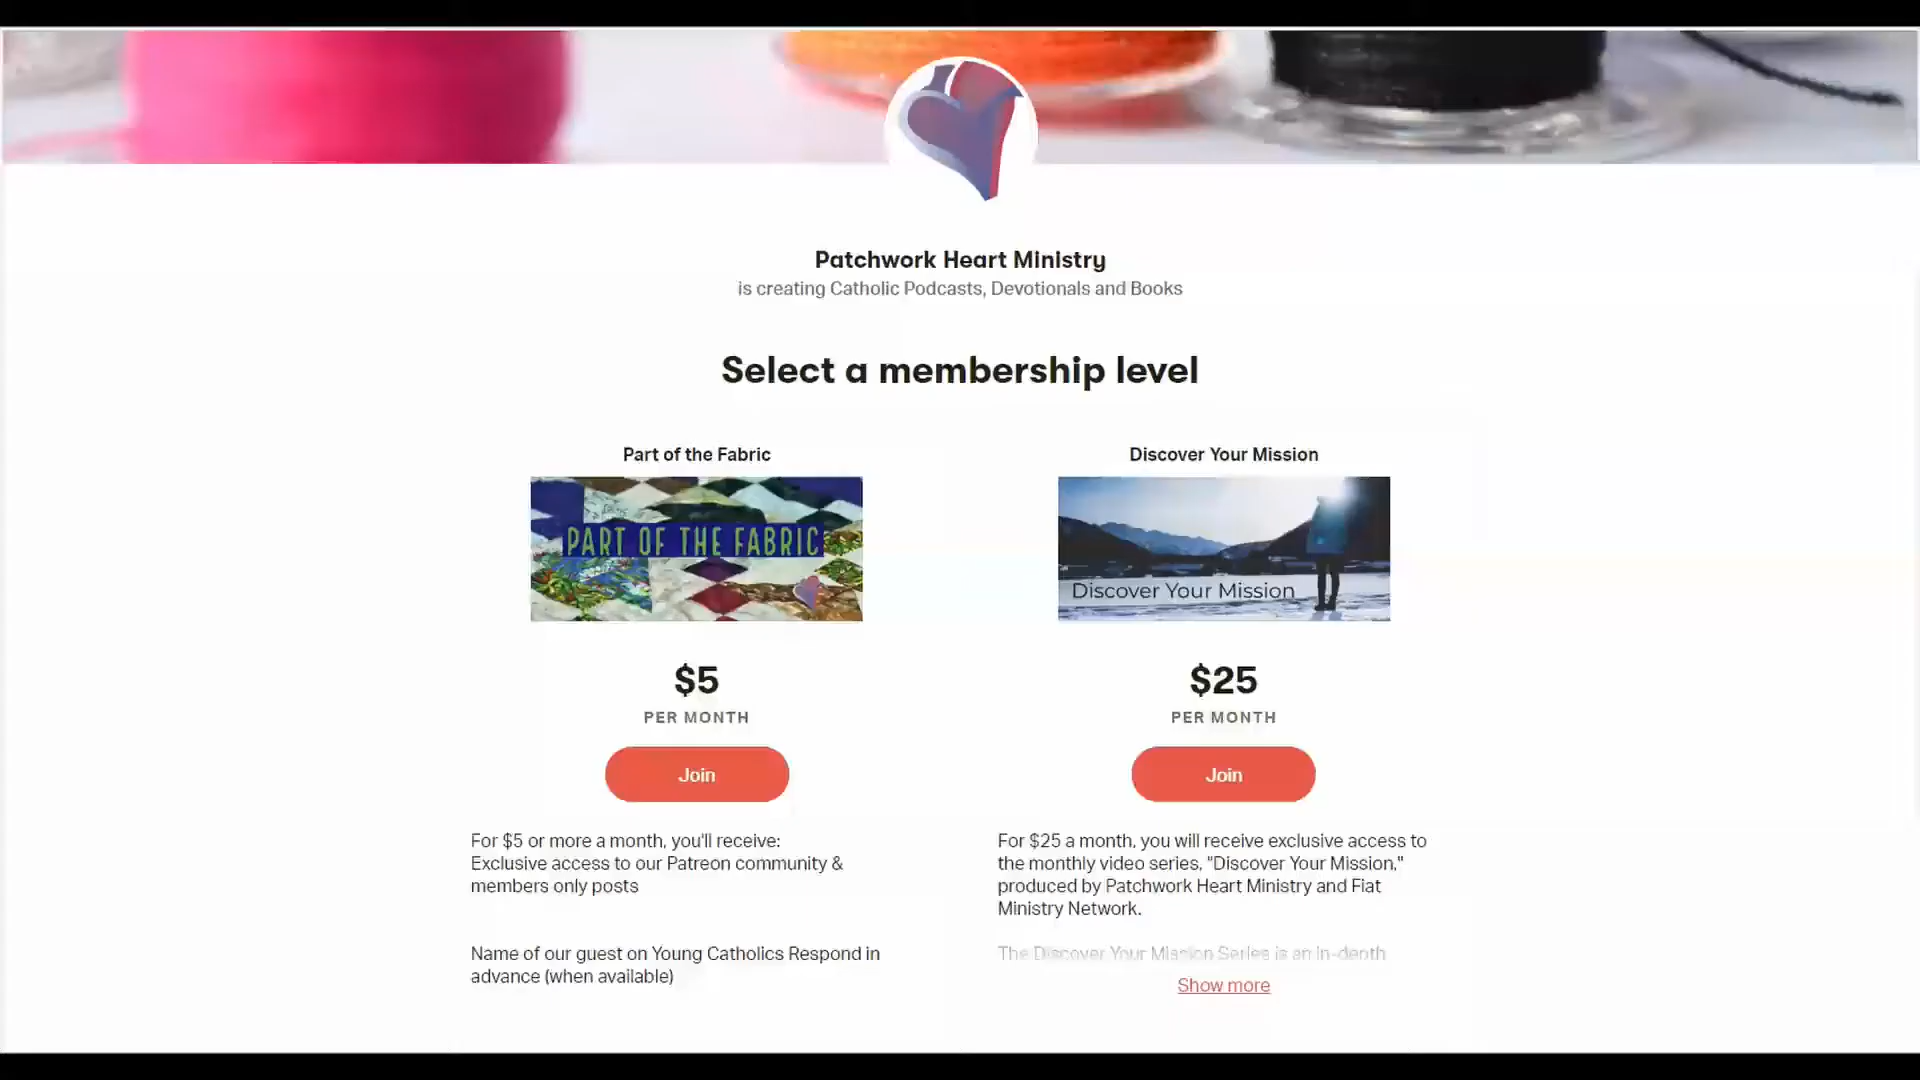 Patchwork Heart Ministry
is creating Catholic Podcasts, Devotionals and Books
Select a membership level
Part of the Fabric
PART OF THE FABRIC
$5
PER MONTH
Join
For $5 or more a month, you'll receive:
Exclusive access to our Patreon community &
members only posts
Name of our guest on Young Catholics Respond in
advance (when available)
Discover Your Mission
Discover Your Mission
$25
PER MONTH
Join
For $25 a month, you will receive exclusive access to
the monthly video series, "Discover Your Mission,"
produced by Patchwork Heart Ministry and Fiat
Ministry Network.
The Discover Your Mission Series is an in-depth
Show more